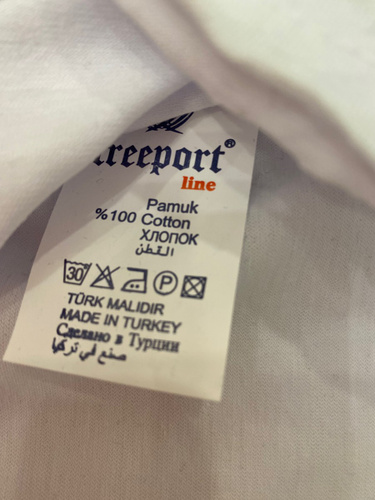 reeport®
line
Pamuk
%100 Cotton
ХЛОПОК
القطن
30 P
TÜRK MALIDIR
MADE IN TURKEY
Сделано в Турции
صنع في تركيا